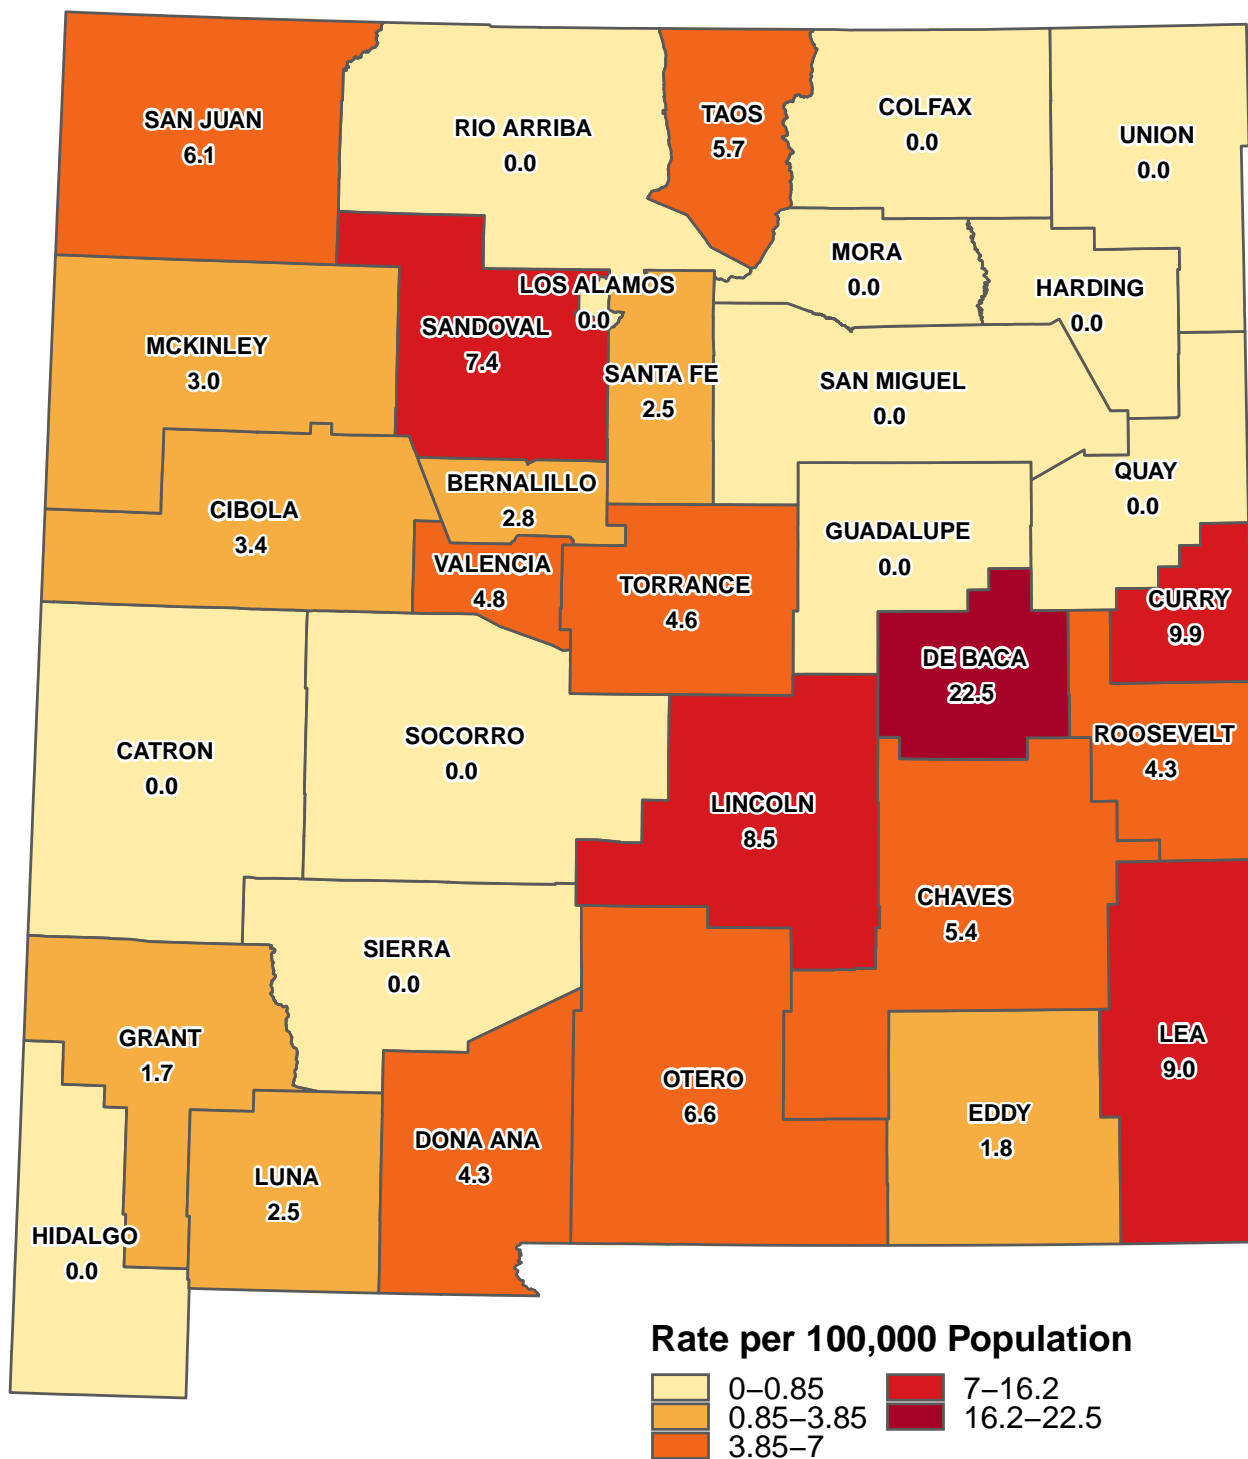 SAN JUAN
6.1
RIO ARRIBA
0.0
TAOS
5.7
COLFAX
0.0
UNION
0.0
MORA
0.0
HARDING
0.0
LOS ALAMOS
0.0
SANDOVAL
7.4
MCKINLEY
3.0
SANTA FE
2.5
SAN MIGUEL
0.0
QUAY
0.0
BERNALILLO
2.8
CIBOLA
3.4
GUADALUPE
0.0
VALENCIA
4.8
TORRANCE
4.6
CURRY
9.9
DE BACA
22.5
ROOSEVELT
4.3
CATRON
0.0
SOCORRO
0.0
LINCOLN
8.5
CHAVES
5.4
SIERRA
0.0
GRANT
1.7
LEA
9.0
OTERO
6.6
EDDY
1.8
DONA ANA
4.3
LUNA
2.5
HIDALGO
0.0
Rate per 100,000 Population
0–0.85
0.85–3.85
3.85–7
7–16.2
16.2–22.5